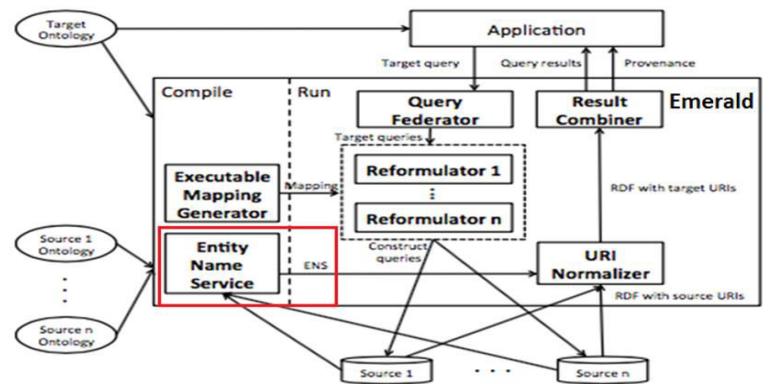 Target
Ontology
Application
Target query
Query results
Provenance
Compile
Run
Query
Federator
Result
Combiner
Emerald
Target queries
Executable
Mapping
Generator
Mapping
Reformulator 1
⋮
Reformulator n
RDF with target URIs
Source 1
Ontology
Entity
Name
Service
ENS
Construct
queries
URI
Normalizer
RDF with source URIs
Source n
Ontology
Source 1
. . .
Source n